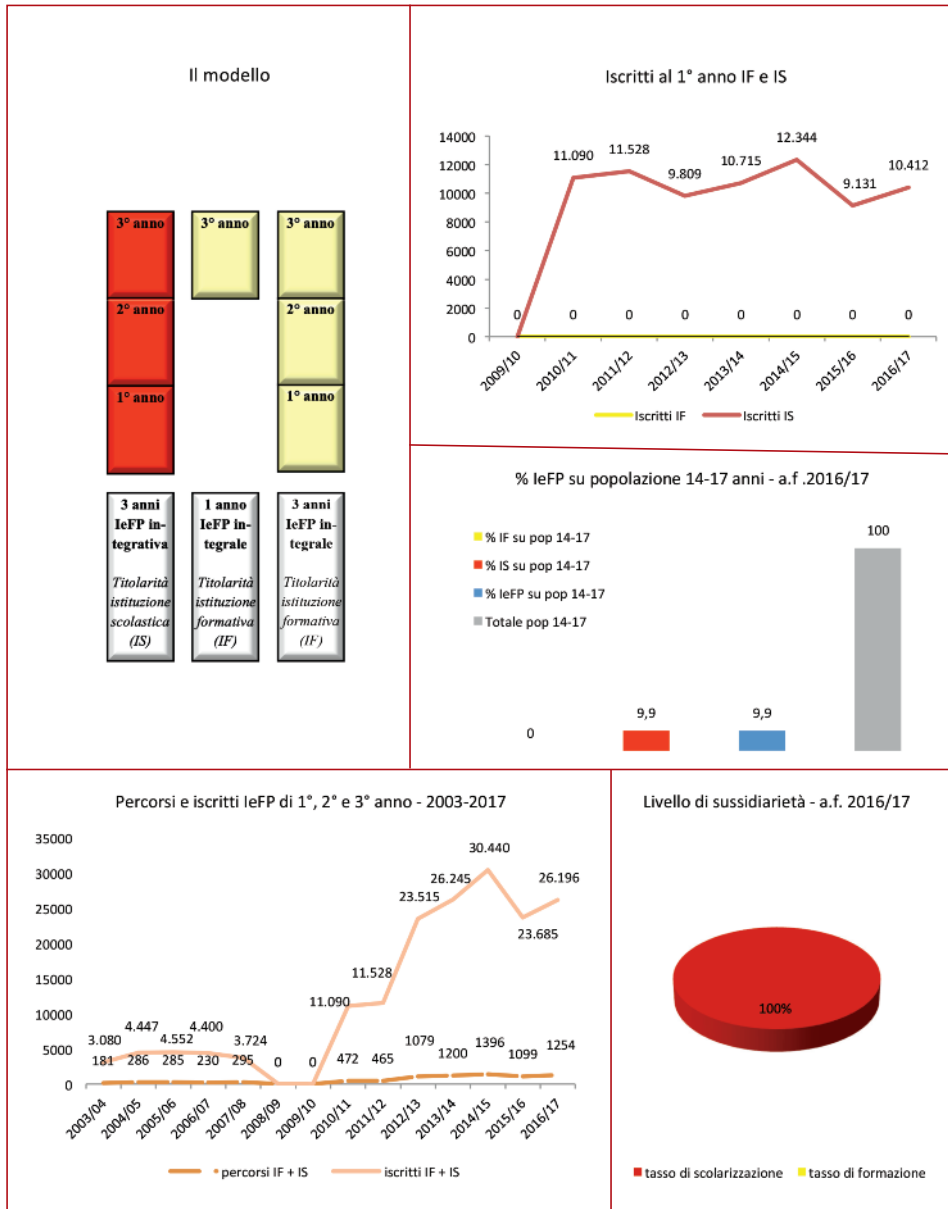 Il modello
3° anno
3° anno
3° anno
2° anno
2° anno
1° anno
1° anno
3 anni
IeFP in-
tegrativa
Titolarità
istituzione
scolastica
(IS)
1 anno
IeFP in-
tegrale
Titolarità
istituzione
formativa
(IF)
3 anni
IeFP in-
tegrale
Titolarità
istituzione
formativa
(IF)
Iscritti al 1° anno IF e IS
14000
12000
10000
8000
6000
4000
2000
0
11.090
11.528
9.809
10.715
12.344
9.131
10.412
0
0
0
0
0
0
0
0
2009/10
2010/11
2011/12
2012/13
2013/14
2014/15
2015/16
2016/17
Iscritti IF
Iscritti IS
% IeFP su popolazione 14-17 anni - a.f .2016/17
% IF su pop 14-17
% IS su pop 14-17
% IeFP su pop 14-17
Totale pop 14-17
0
9,9
9,9
100
Percorsi e iscritti IeFP di 1°, 2° e 3° anno - 2003-2017
35000
30000
25000
20000
15000
10000
5000
0
3.080
4.447
4.552
4.400
3.724
0
0
11.090
11.528
23.515
26.245
30.440
23.685
26.196
181
286
285
230
295
472
465
1079
1200
1396
1099
1254
2003/04
2004/05
2005/06
2006/07
2007/08
2008/09
2009/10
2010/11
2011/12
2012/13
2013/14
2014/15
2015/16
2016/17
percorsi IF + IS
iscritti IF + IS
Livello di sussidiarietà - a.f. 2016/17
100%
tasso di scolarizzazione
tasso di formazione